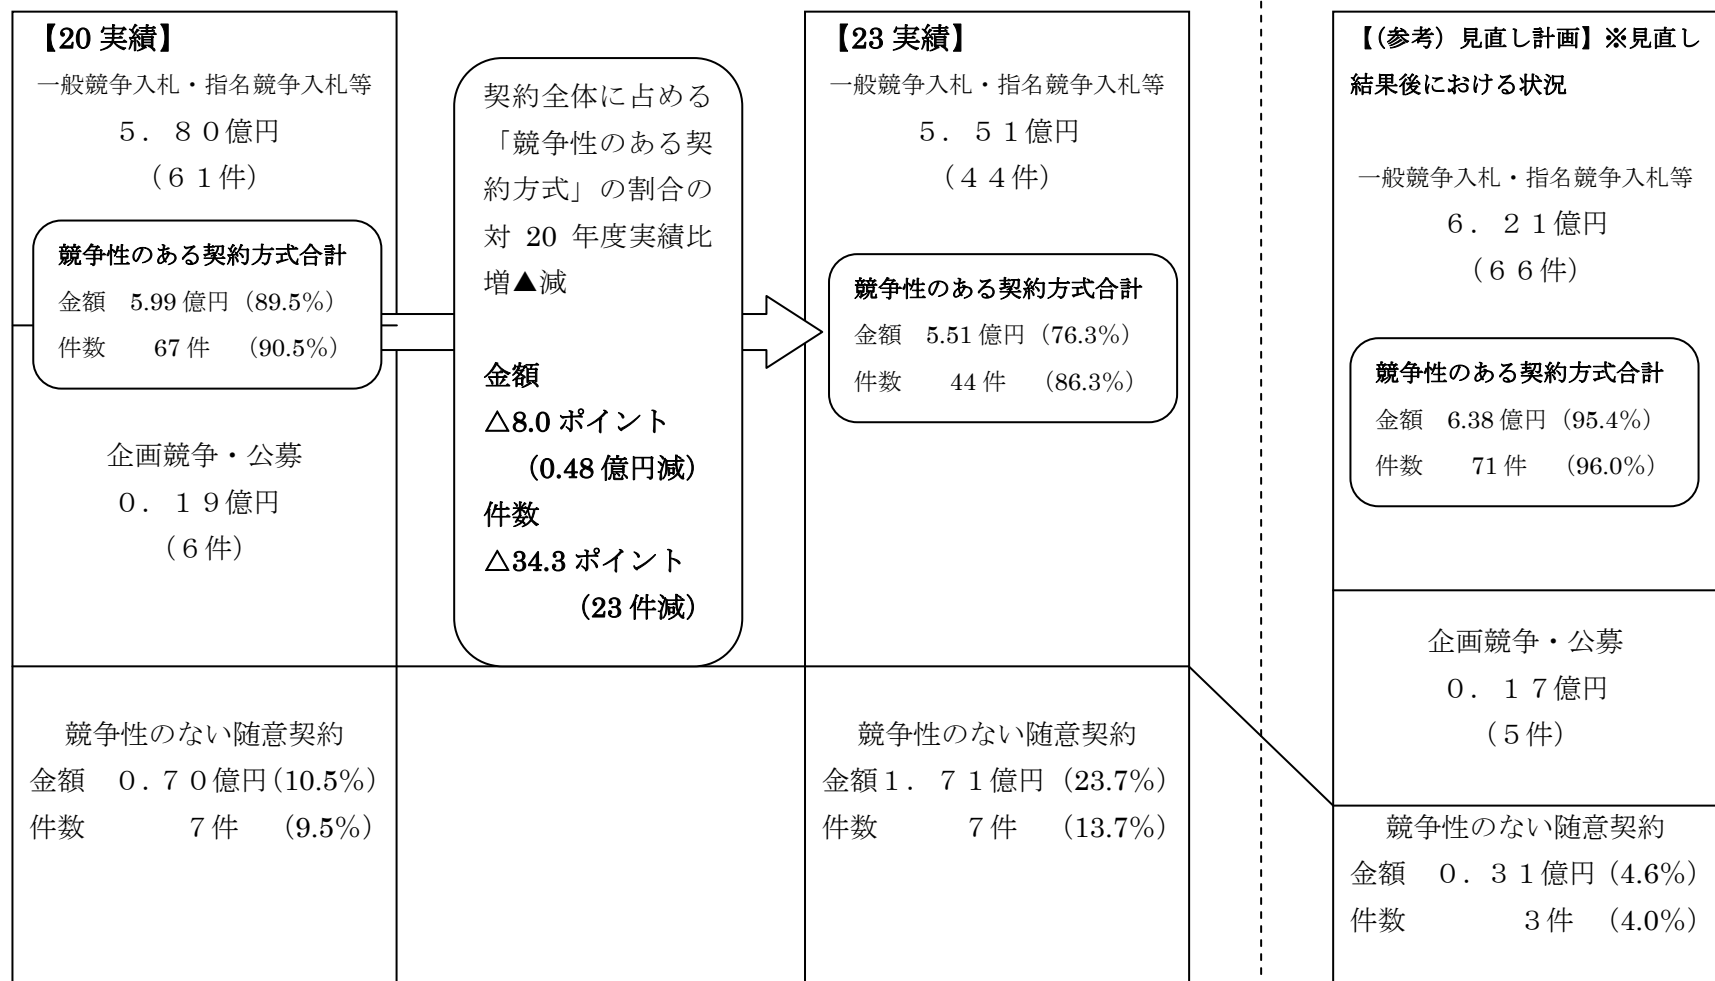 【20 実績】
一般競争入札・指名競争入札等
５．８０億円
（６１件）
競争性のある契約方式合計
金額 5.99 億円（89.5%）
件数 67 件 （90.5%）
企画競争・公募
０．１９億円
（６件）
競争性のない随意契約
金額 ０．７０億円（10.5%）
件数 ７件 （9.5%）
契約全体に占める
「競争性のある契
約方式」の割合の
対 20 年度実績比
増▲減
金額
△8.0 ポイント
（0.48 億円減）
件数
△34.3 ポイント
（23 件減）
【23 実績】
一般競争入札・指名競争入札等
５．５１億円
（４４件）
競争性のある契約方式合計
金額 5.51 億円（76.3%）
件数 44 件 （86.3%）
競争性のない随意契約
金額１．７１億円（23.7%）
件数 ７件 （13.7%）
【（参考）見直し計画】※見直し
結果後における状況
一般競争入札・指名競争入札等
６．２１億円
（６６件）
競争性のある契約方式合計
金額 6.38 億円（95.4%）
件数 71 件 （96.0%）
企画競争・公募
０．１７億円
（５件）
競争性のない随意契約
金額 ０．３１億円（4.6%）
件数 ３件 （4.0%）